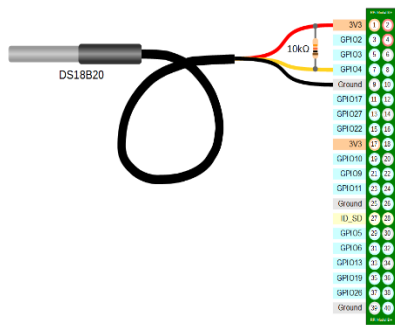 3V3 1 2
10kΩ
GPIO2 3 4
GPIO3 5 6
DS18B20
GPIO4 7 8
Ground 9 10
GPIO17 11 12
GPIO27 13 14
GPIO22 15 16
3V3 17 18
GPIO10 19 20
GPIO9 21 22
GPIO11 23 24
Ground 25 26
ID_SD 27 28
GPIO5 29 30
GPIO6 31 32
GPIO13 33 34
GPIO19 35 36
GPIO26 37 38
Ground 39 40